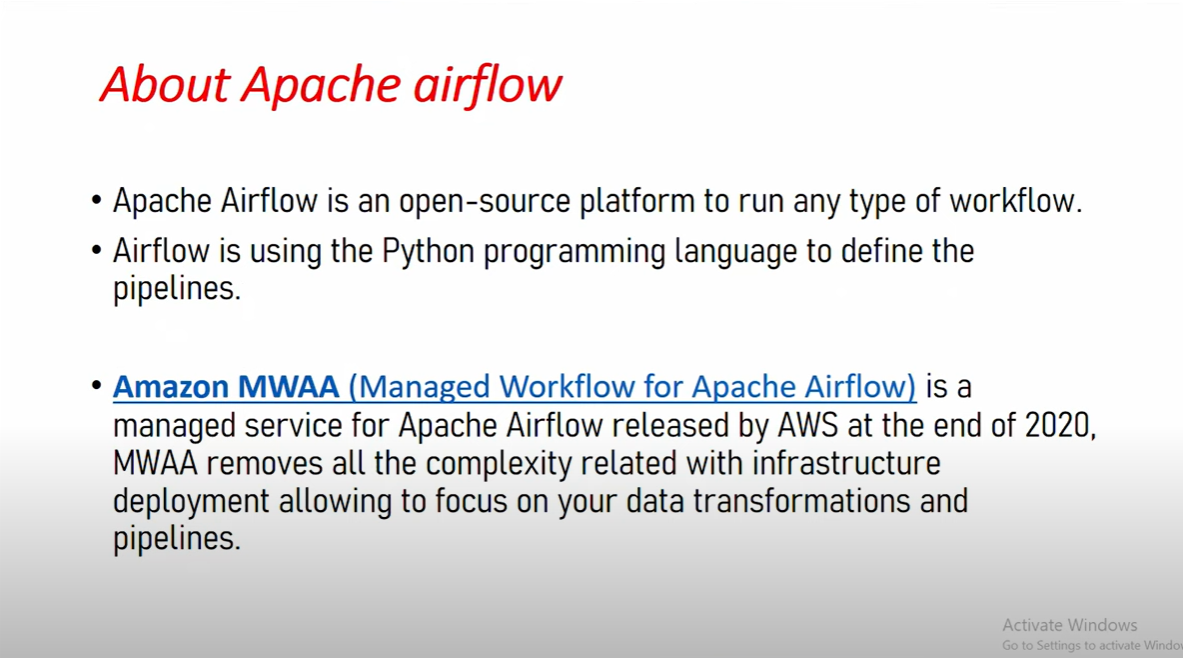 About Apache airflow
• Apache Airflow is an open-source platform to run any type of workflow.
• Airflow is using the Python programming language to define the
pipelines.
• Amazon MWAA (Managed Workflow for Apache Airflow) is a
managed service for Apache Airflow released by AWS at the end of 2020,
MWAA removes all the complexity related with infrastructure
deployment allowing to focus on your data transformations and
pipelines.
Activate Windows
Go to Settings to activate Windo